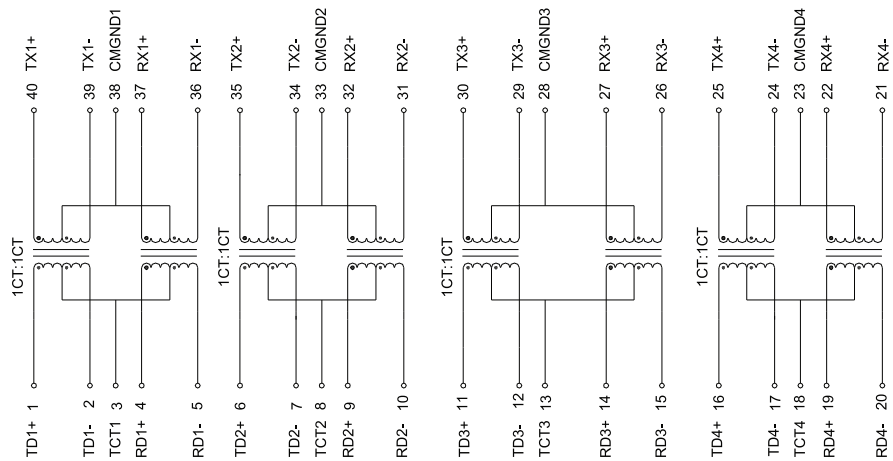 TX1+ 40
TX1- 39
CMGND1 38
RX1+ 37
RX1- 36
TX2+ 35
TX2- 34
CMGND2 33
RX2+ 32
RX2- 31
TX3+ 30
TX3- 29
CMGND3 28
RX3+ 27
RX3- 26
TX4+ 25
TX4- 24
CMGND4 23
RX4+ 22
RX4- 21
1CT:1CT
1CT:1CT
1CT:1CT
1CT:1CT
TD1+ 1
TD1- 2
TCT1 3
RD1+ 4
RD1- 5
TD2+ 6
TD2- 7
TCT2 8
RD2+ 9
RD2- 10
TD3+ 11
TD3- 12
TCT3 13
RD3+ 14
RD3- 15
TD4+ 16
TD4- 17
TCT4 18
RD4+ 19
RD4- 20